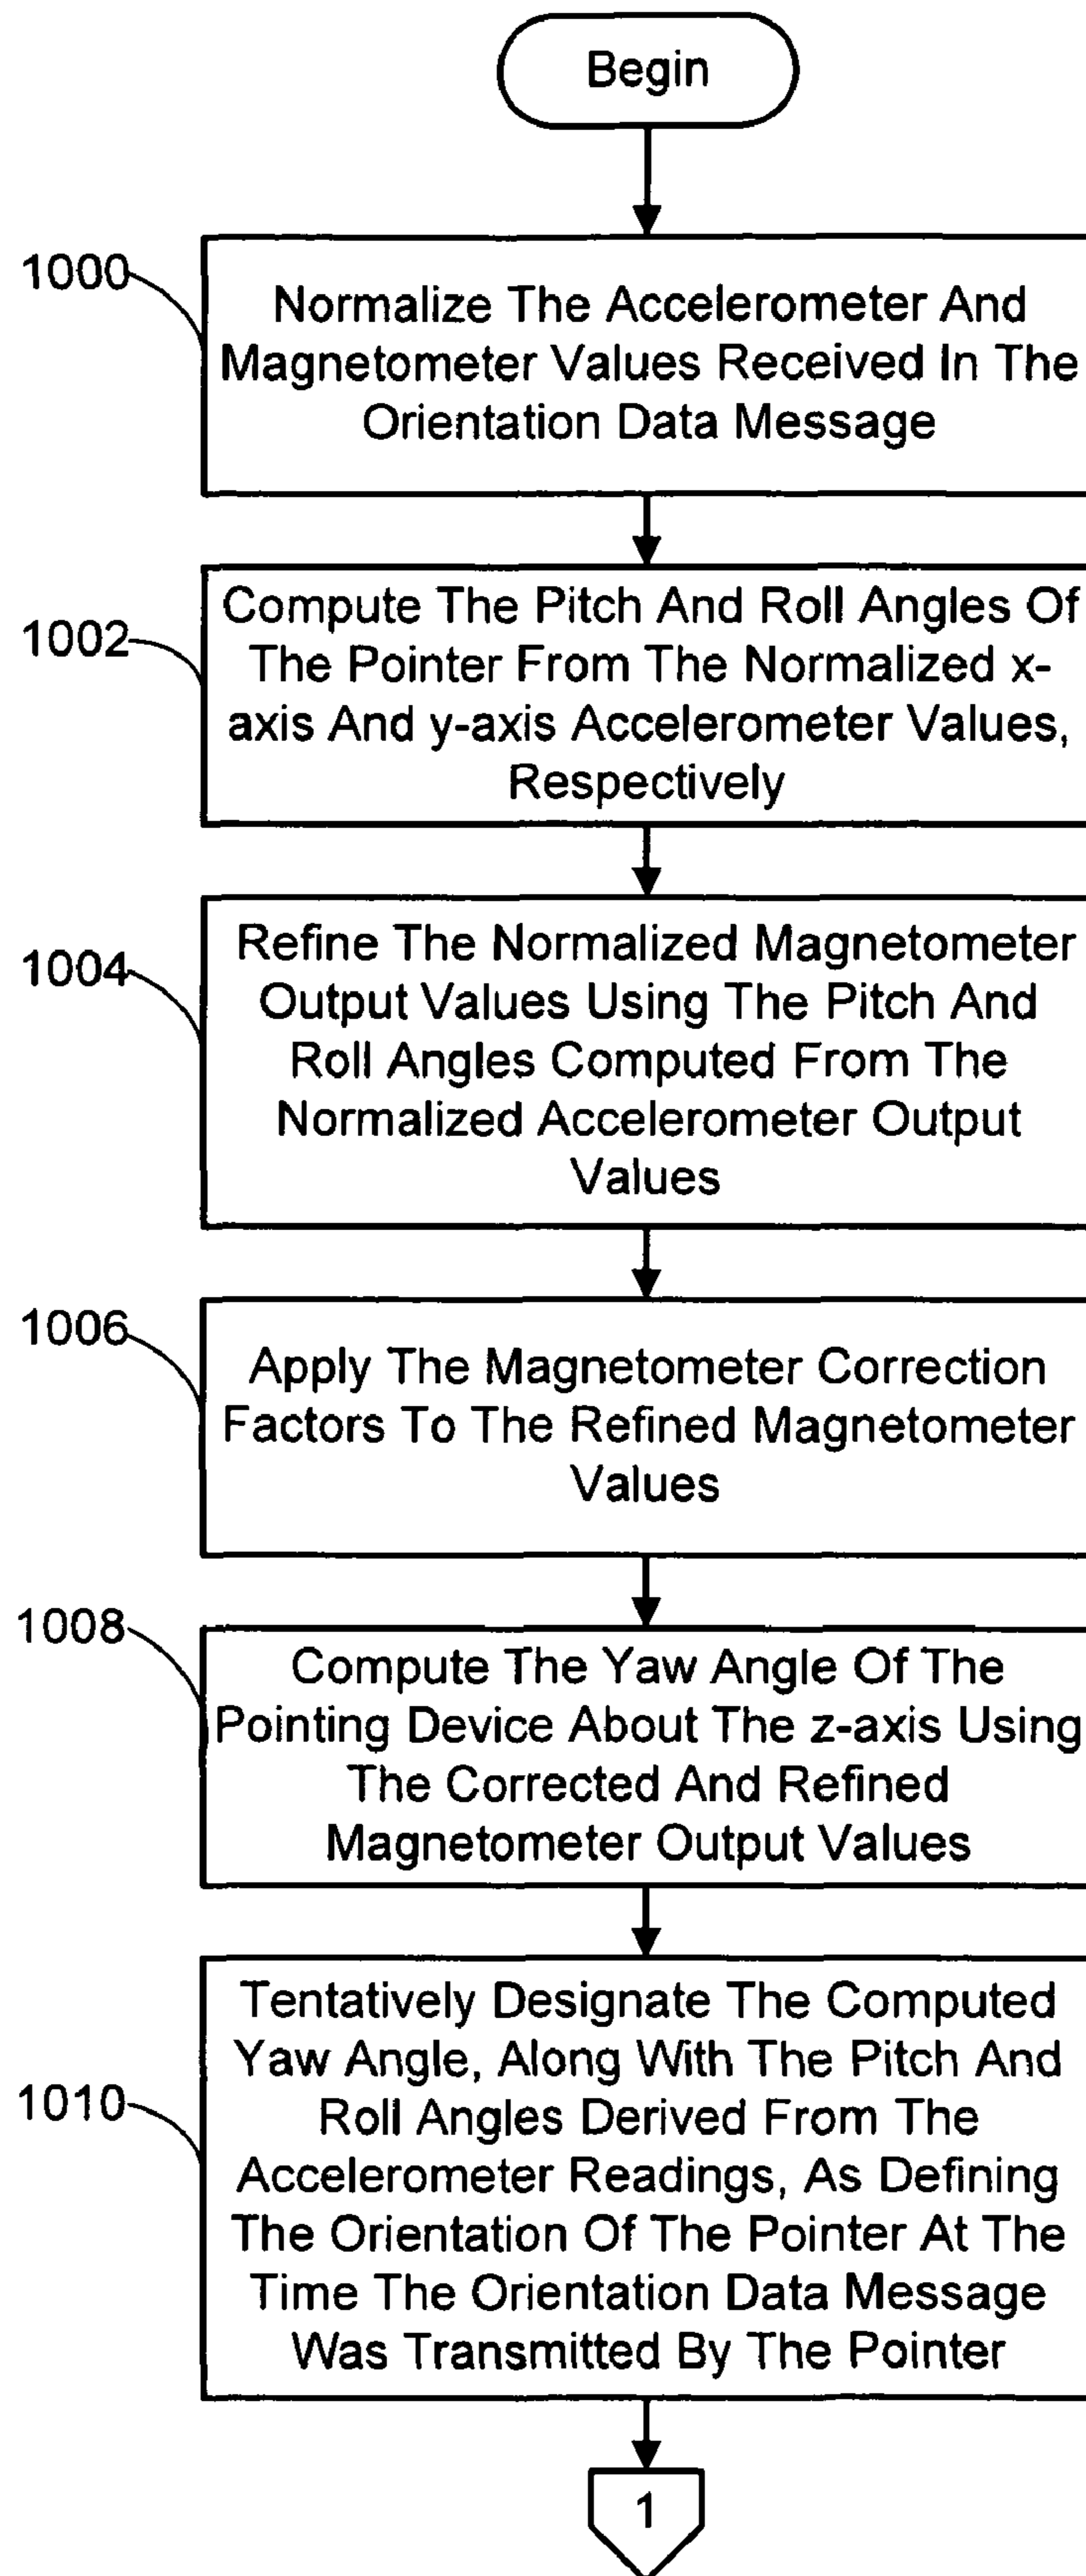 Begin
1000
Normalize The Accelerometer And
Magnetometer Values Received In The
Orientation Data Message
1002
Compute The Pitch And Roll Angles Of
The Pointer From The Normalized x-
axis And y-axis Accelerometer Values,
Respectively
1004
Refine The Normalized Magnetometer
Output Values Using The Pitch And
Roll Angles Computed From The
Normalized Accelerometer Output
Values
1006
Apply The Magnetometer Correction
Factors To The Refined Magnetometer
Values
1008
Compute The Yaw Angle Of The
Pointing Device About The z-axis Using
The Corrected And Refined
Magnetometer Output Values
1010
Tentatively Designate The Computed
Yaw Angle, Along With The Pitch And
Roll Angles Derived From The
Accelerometer Readings, As Defining
The Orientation Of The Pointer At The
Time The Orientation Data Message
Was Transmitted By The Pointer
1